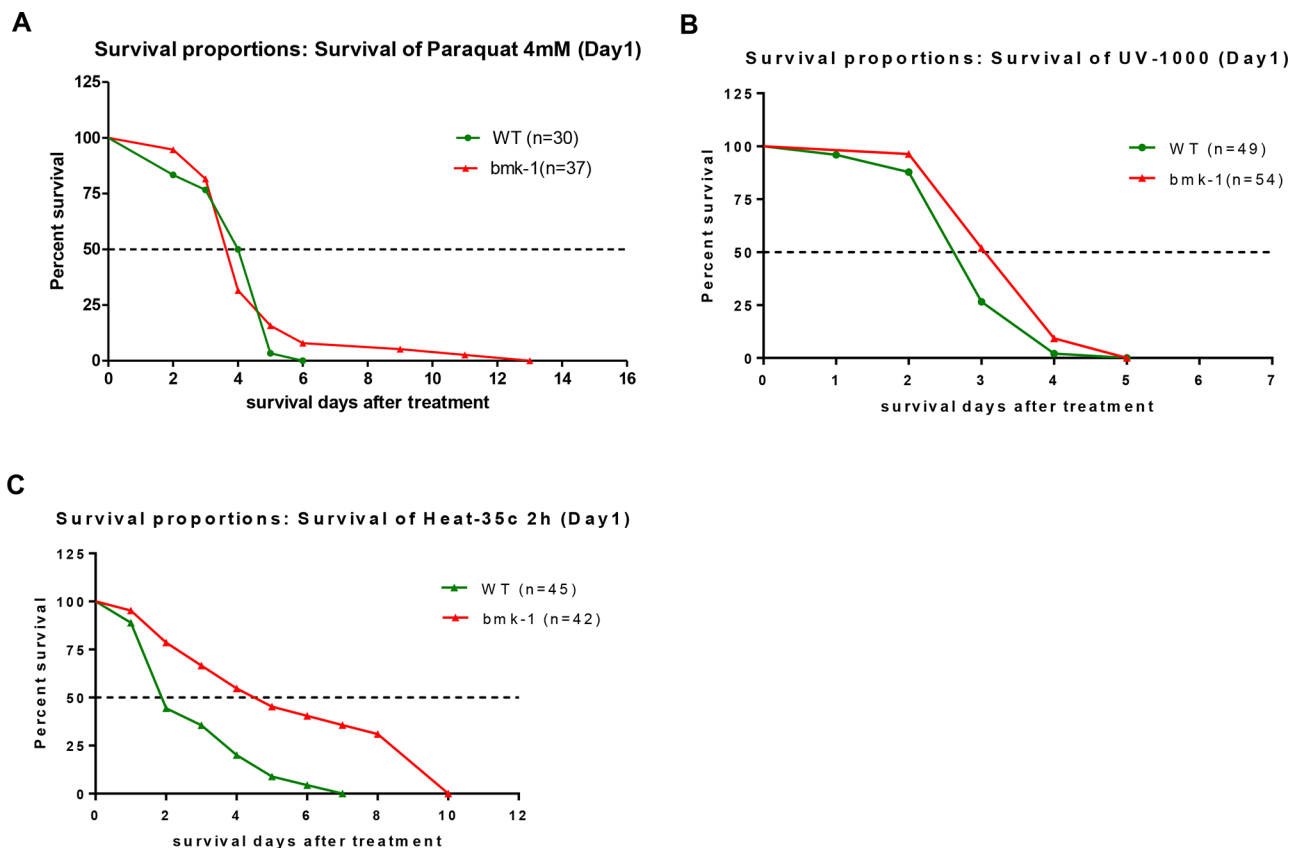 A
Survival proportions: Survival of Paraquat 4mM (Day1)
125
100
75
50
25
0
Percent survival
WT (n=30)
bmk-1(n=37)
0 2 4 6 8 10 12 14 16
survival days after treatment
B
Survival proportions: Survival of UV-1000 (Day1)
125
100
75
50
25
0
Percent survival
WT (n=49)
bmk-1(n=54)
0 1 2 3 4 5 6 7
survival days after treatment
C
Survival proportions: Survival of Heat-35c 2h (Day1)
125
100
75
50
25
0
Percent survival
WT (n=45)
bmk-1 (n=42)
0 2 4 6 8 10 12
survival days after treatment